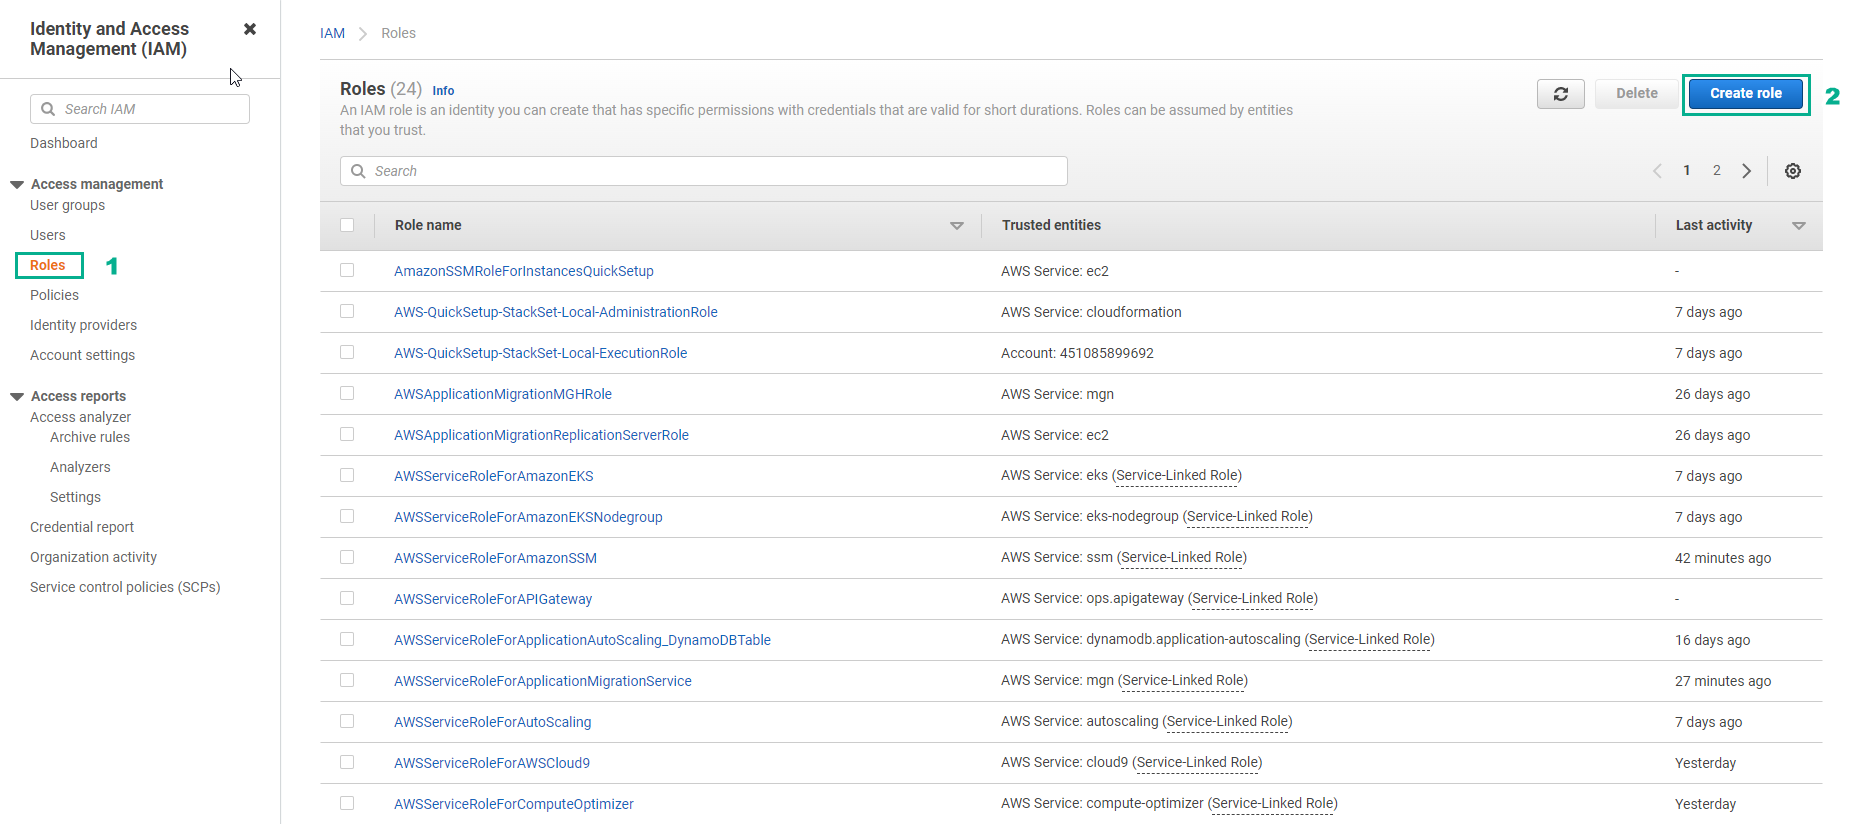 Identity and Access
Management (IAM)
Search IAM
Dashboard
Access management
User groups
Users
Roles 1
Policies
Identity providers
Account settings
Access reports
Access analyzer
Archive rules
Analyzers
Settings
Credential report
Organization activity
Service control policies (SCPs)
IAM Roles
Roles (24) Info
An IAM role is an identity you can create that has specific permissions with credentials that are valid for short durations. Roles can be assumed by entities
that you trust.
Delete Create role 2
Search
1 2
Role name Trusted entities Last activity
AmazonSSMRoleForInstancesQuickSetup AWS Service: ec2 -
AWS-QuickSetup-StackSet-Local-AdministrationRole AWS Service: cloudformation 7 days ago
AWS-QuickSetup-StackSet-Local-ExecutionRole Account: 451085899692 7 days ago
AWSApplicationMigrationMGHRole AWS Service: mgn 26 days ago
AWSApplicationMigrationReplicationServerRole AWS Service: ec2 26 days ago
AWSServiceRoleForAmazonEKS AWS Service: eks (Service-Linked Role) 7 days ago
AWSServiceRoleForAmazonEKSNodegroup AWS Service: eks-nodegroup (Service-Linked Role) 7 days ago
AWSServiceRoleForAmazonSSM AWS Service: ssm (Service-Linked Role) 42 minutes ago
AWSServiceRoleForAPIGateway AWS Service: ops.apigateway (Service-Linked Role) -
AWSServiceRoleForApplicationAutoScaling_DynamoDBTable AWS Service: dynamodb.application-autoscaling (Service-Linked Role) 16 days ago
AWSServiceRoleForApplicationMigrationService AWS Service: mgn (Service-Linked Role) 27 minutes ago
AWSServiceRoleForAutoScaling AWS Service: autoscaling (Service-Linked Role) 7 days ago
AWSServiceRoleForAWSCloud9 AWS Service: cloud9 (Service-Linked Role) Yesterday
AWSServiceRoleForComputeOptimizer AWS Service: compute-optimizer (Service-Linked Role) Yesterday